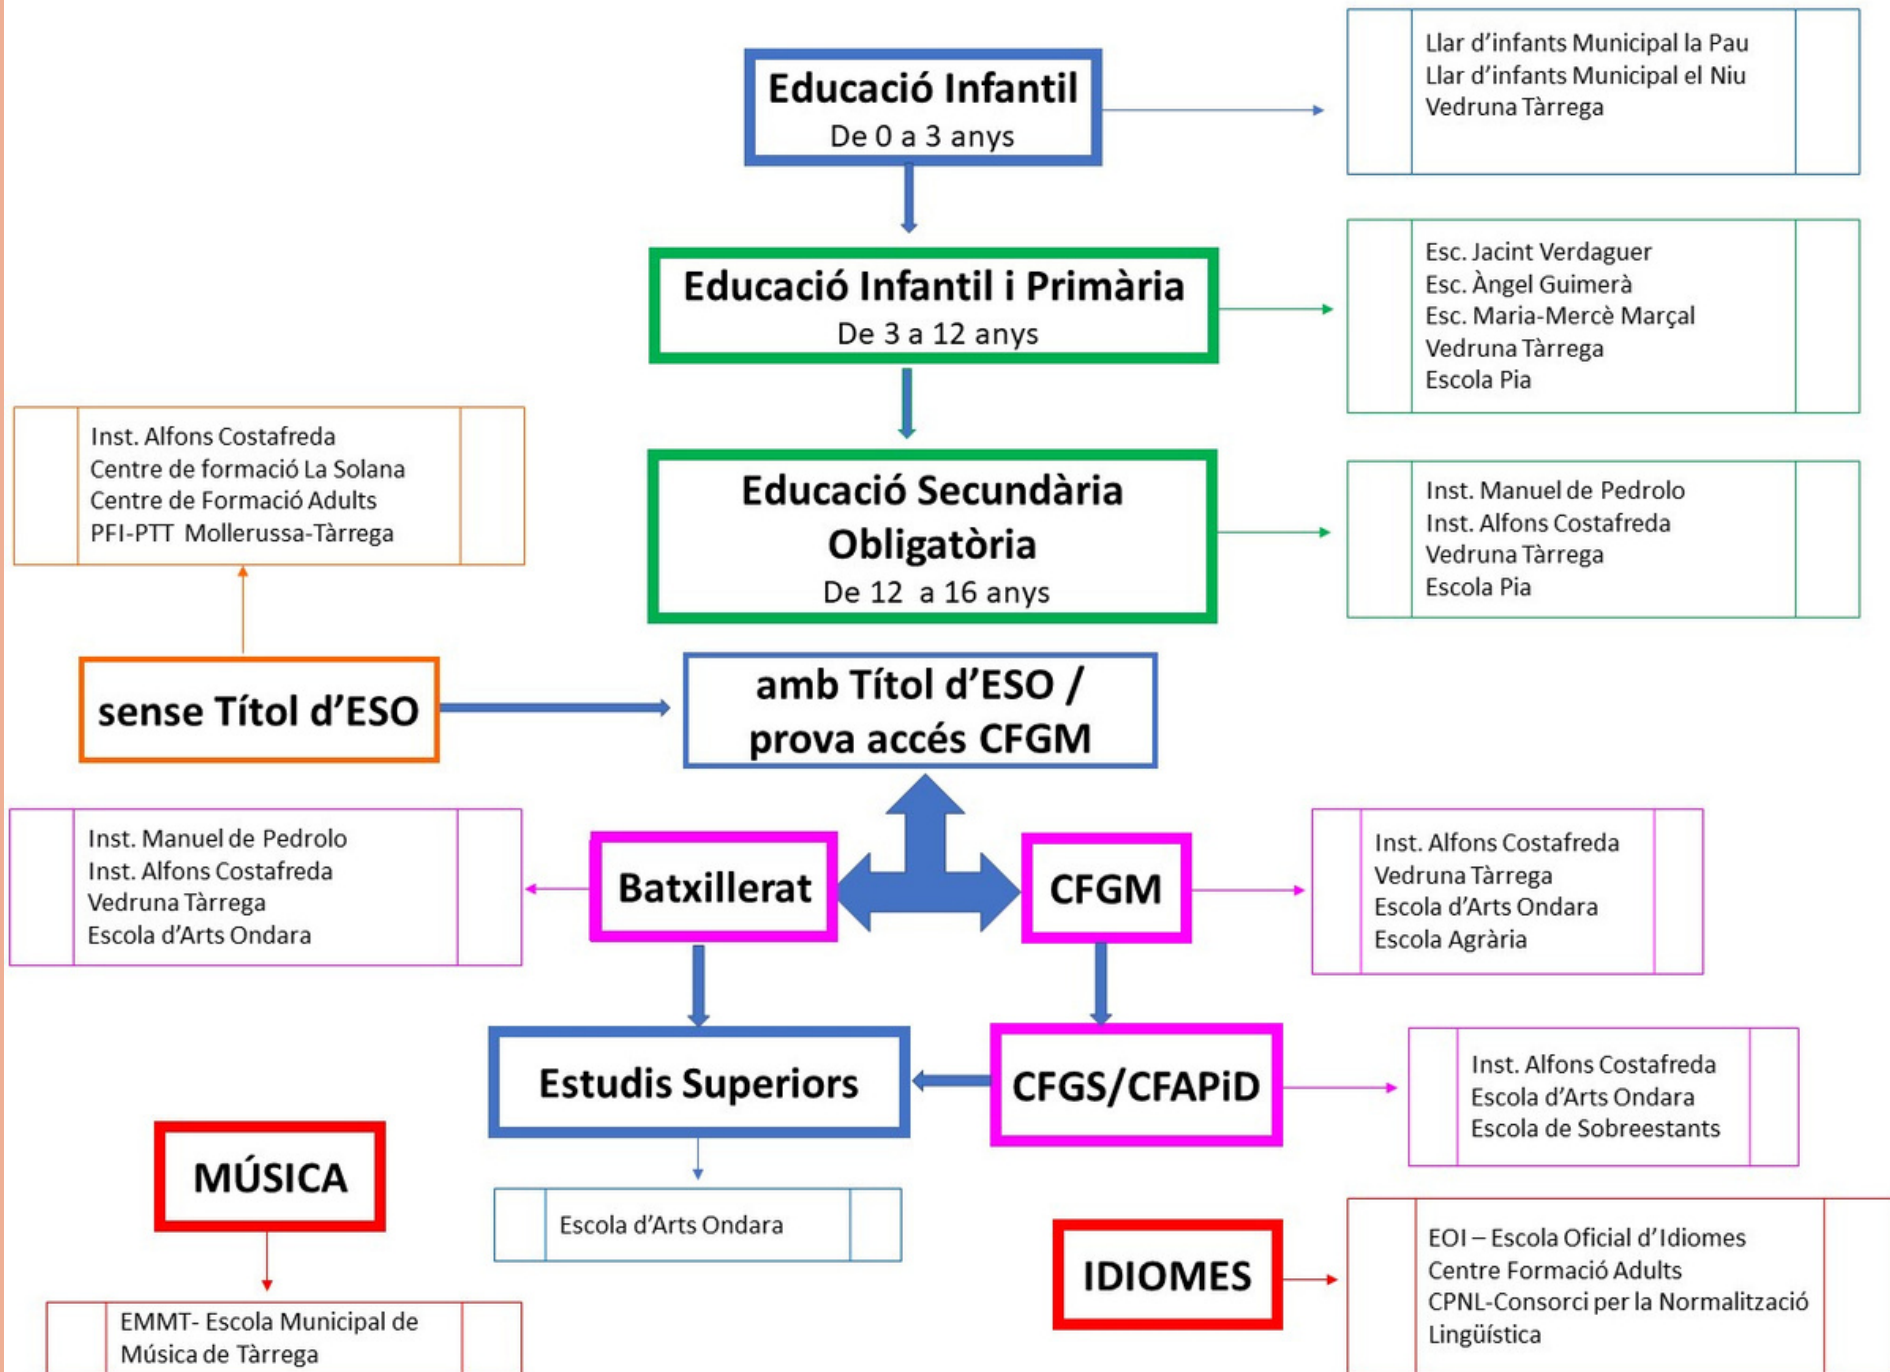 Educació Infantil
De 0 a 3 anys
Llar d'infants Municipal la Pau
Llar d'infants Municipal el Niu
Vedruna Tàrrega
Educació Infantil i Primària
De 3 a 12 anys
Esc. Jacint Verdaguer
Esc. Àngel Guimerà
Esc. Maria-Mercè Marçal
Vedruna Tàrrega
Escola Pia
Inst. Alfons Costafreda
Centre de formació La Solana
Centre de Formació Adults
PFI-PTT Mollerussa-Tàrrega
Educació Secundària
Obligatòria
De 12 a 16 anys
Inst. Manuel de Pedrolo
Inst. Alfons Costafreda
Vedruna Tàrrega
Escola Pia
sense Títol d'ESO
amb Títol d'ESO /
prova accés CFGM
Inst. Manuel de Pedrolo
Inst. Alfons Costafreda
Vedruna Tàrrega
Escola d'Arts Ondara
Batxillerat
CFGM
Inst. Alfons Costafreda
Vedruna Tàrrega
Escola d'Arts Ondara
Escola Agrària
Estudis Superiors
CFGS/CFAPiD
Inst. Alfons Costafreda
Escola d'Arts Ondara
Escola de Sobreestants
MÚSICA
Escola d'Arts Ondara
IDIOMES
EOI – Escola Oficial d'Idiomes
Centre Formació Adults
CPNL-Consorci per la Normalització
Lingüística
EMMT- Escola Municipal de
Música de Tàrrega